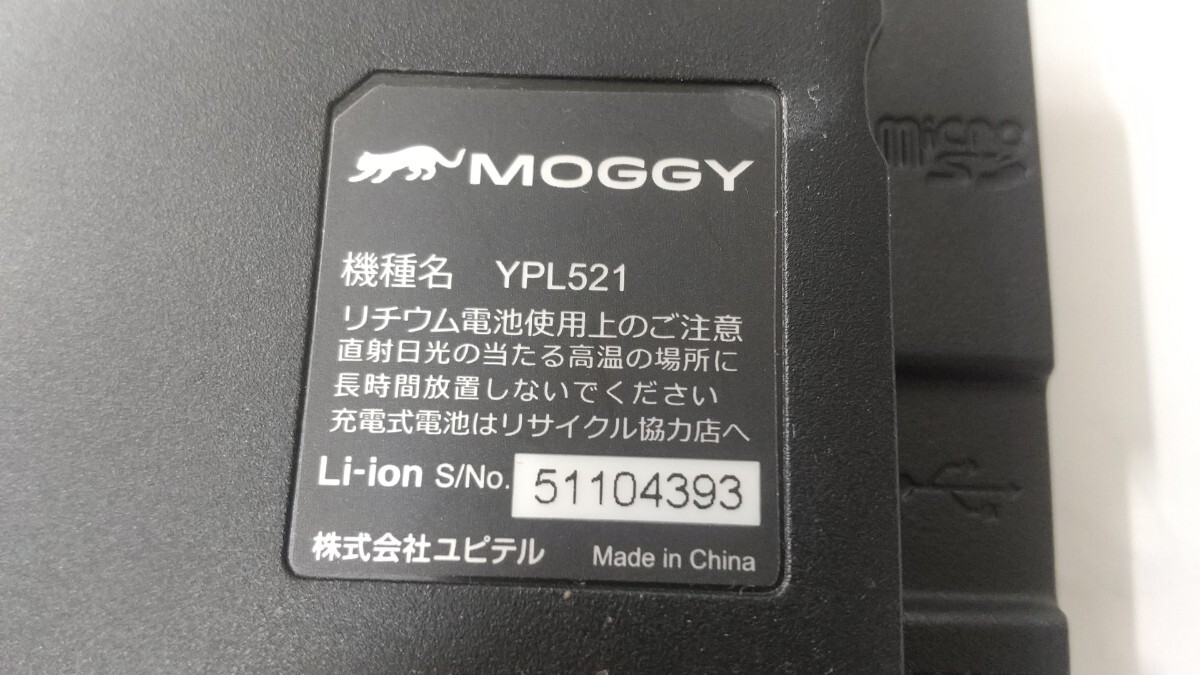 MOGGY
機種名 YPL521
リチウム電池使用上のご注意
直射日光の当たる高温の場所に
長時間放置しないでください
充電式電池はリサイクル協力店へ
Li-ion S/No. 51104393
株式会社ユピテル Made in China
micro
SD